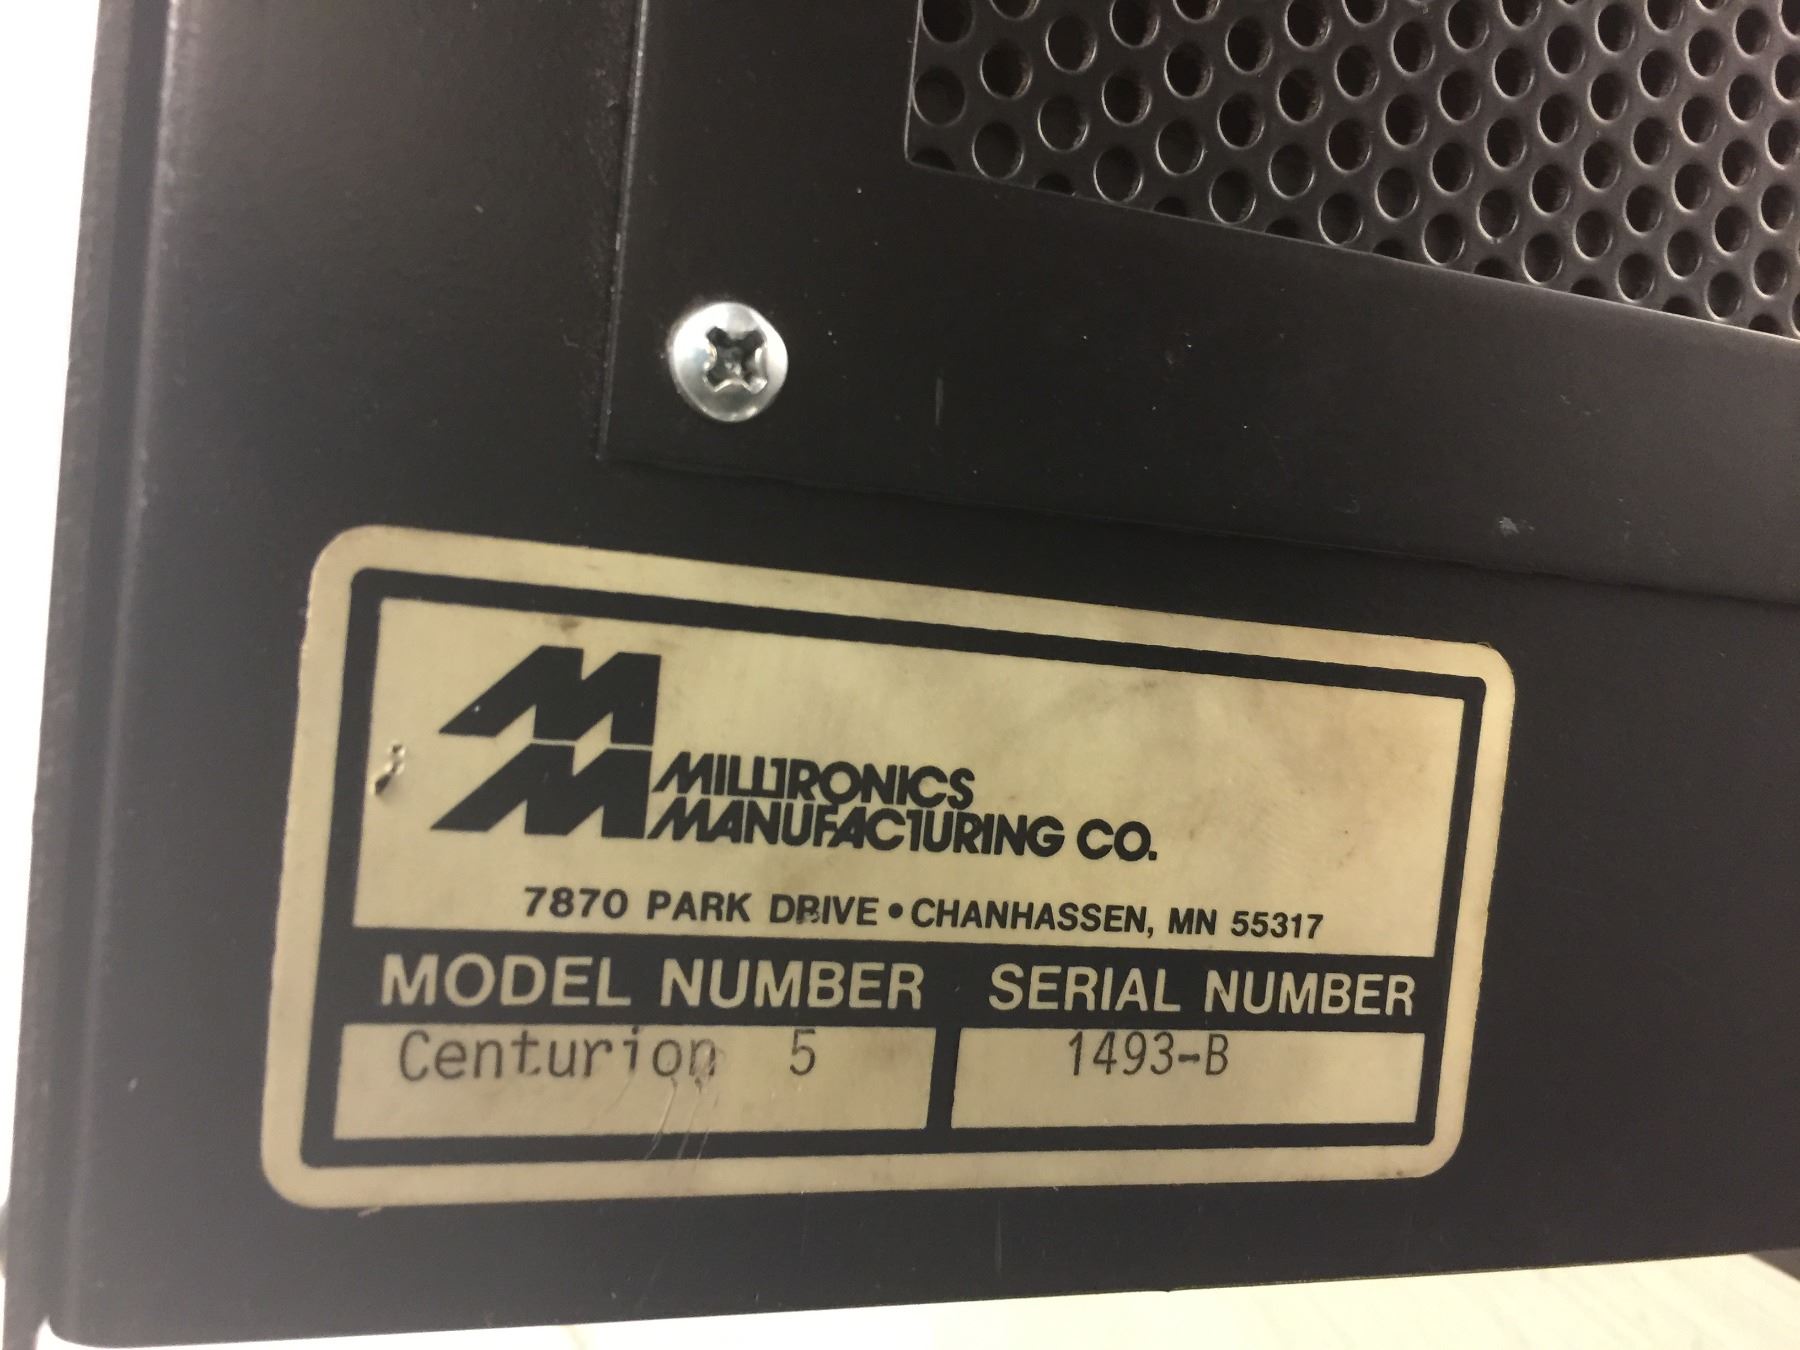 MILLTRONICS
MANUFACTURING CO.
7870 PARK DRIVE • CHANHASSEN, MN 55317
MODEL NUMBER SERIAL NUMBER
Centurion 5 1493-B